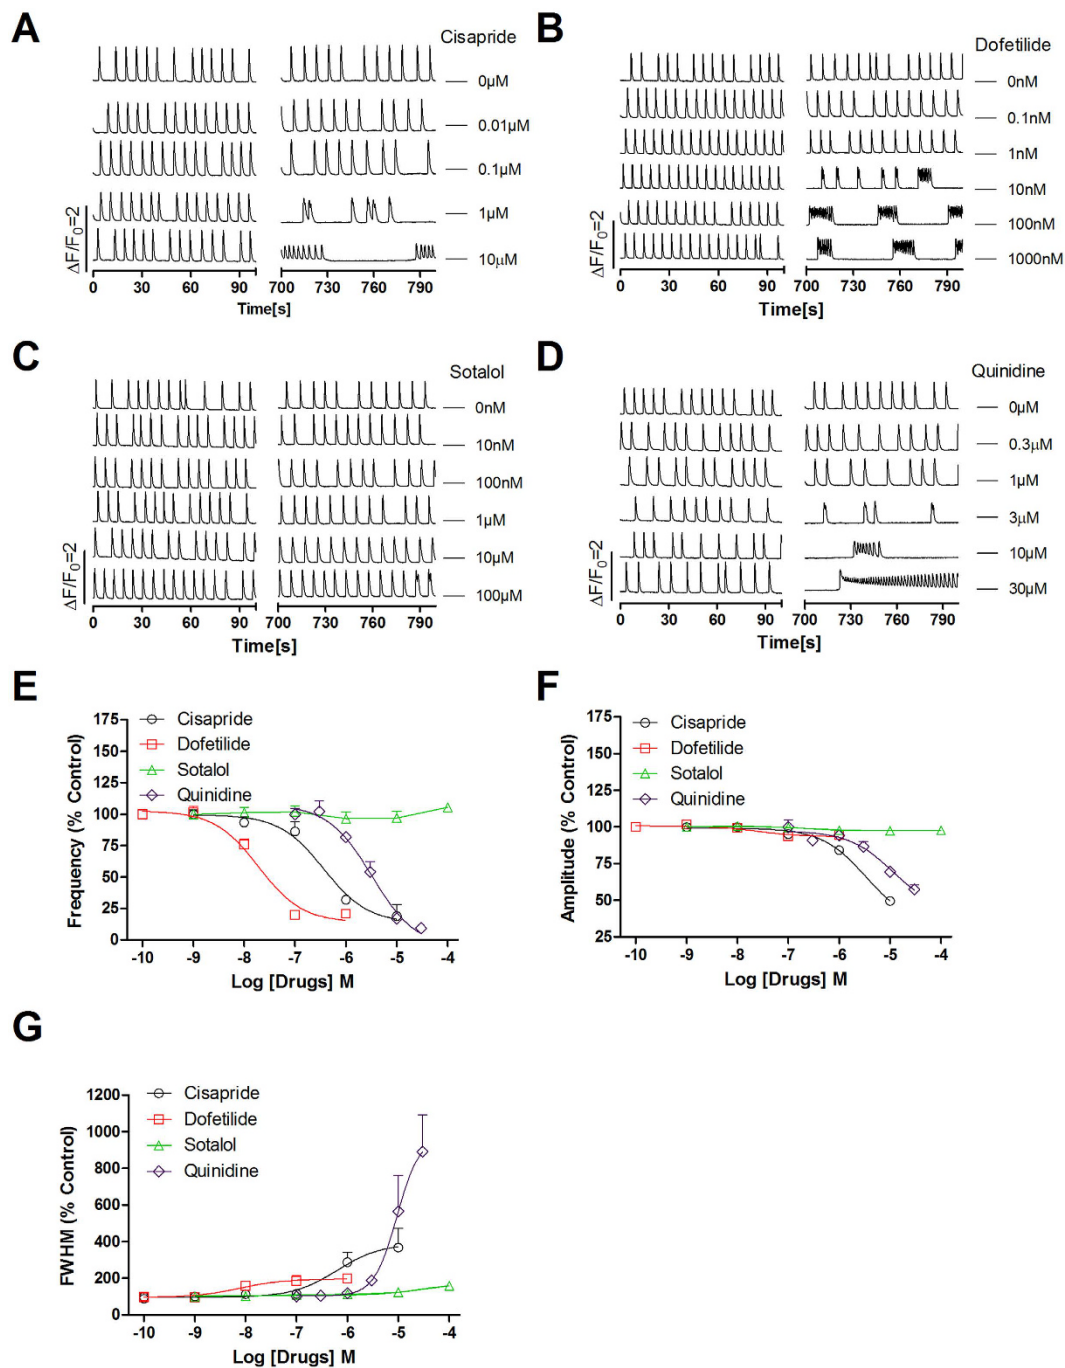 A
Cisapride
0µM
0.01µM
0.1µM
1µM
10µM
ΔF/F0=2
0 30 60 90 700 730 760 790
Time[s]
B
Dofetilide
0nM
0.1nM
1nM
10nM
100nM
1000nM
ΔF/F0=2
0 30 60 90 700 730 760 790
Time[s]
C
Sotalol
0nM
10nM
100nM
1µM
10µM
100µM
ΔF/F0=2
0 30 60 90 700 730 760 790
Time[s]
D
Quinidine
0µM
0.3µM
1µM
3µM
10µM
30µM
ΔF/F0=2
0 30 60 90 700 730 760 790
Time[s]
E
Frequency (% Control)
175
150
125
100
75
50
25
0
Cisapride
Dofetilide
Sotalol
Quinidine
-10 -9 -8 -7 -6 -5 -4
Log [Drugs] M
F
Amplitude (% Control)
175
150
125
100
75
50
25
Cisapride
Dofetilide
Sotalol
Quinidine
-10 -9 -8 -7 -6 -5 -4
Log [Drugs] M
G
FWHM (% Control)
1200
1000
800
600
400
200
0
Cisapride
Dofetilide
Sotalol
Quinidine
-10 -9 -8 -7 -6 -5 -4
Log [Drugs] M